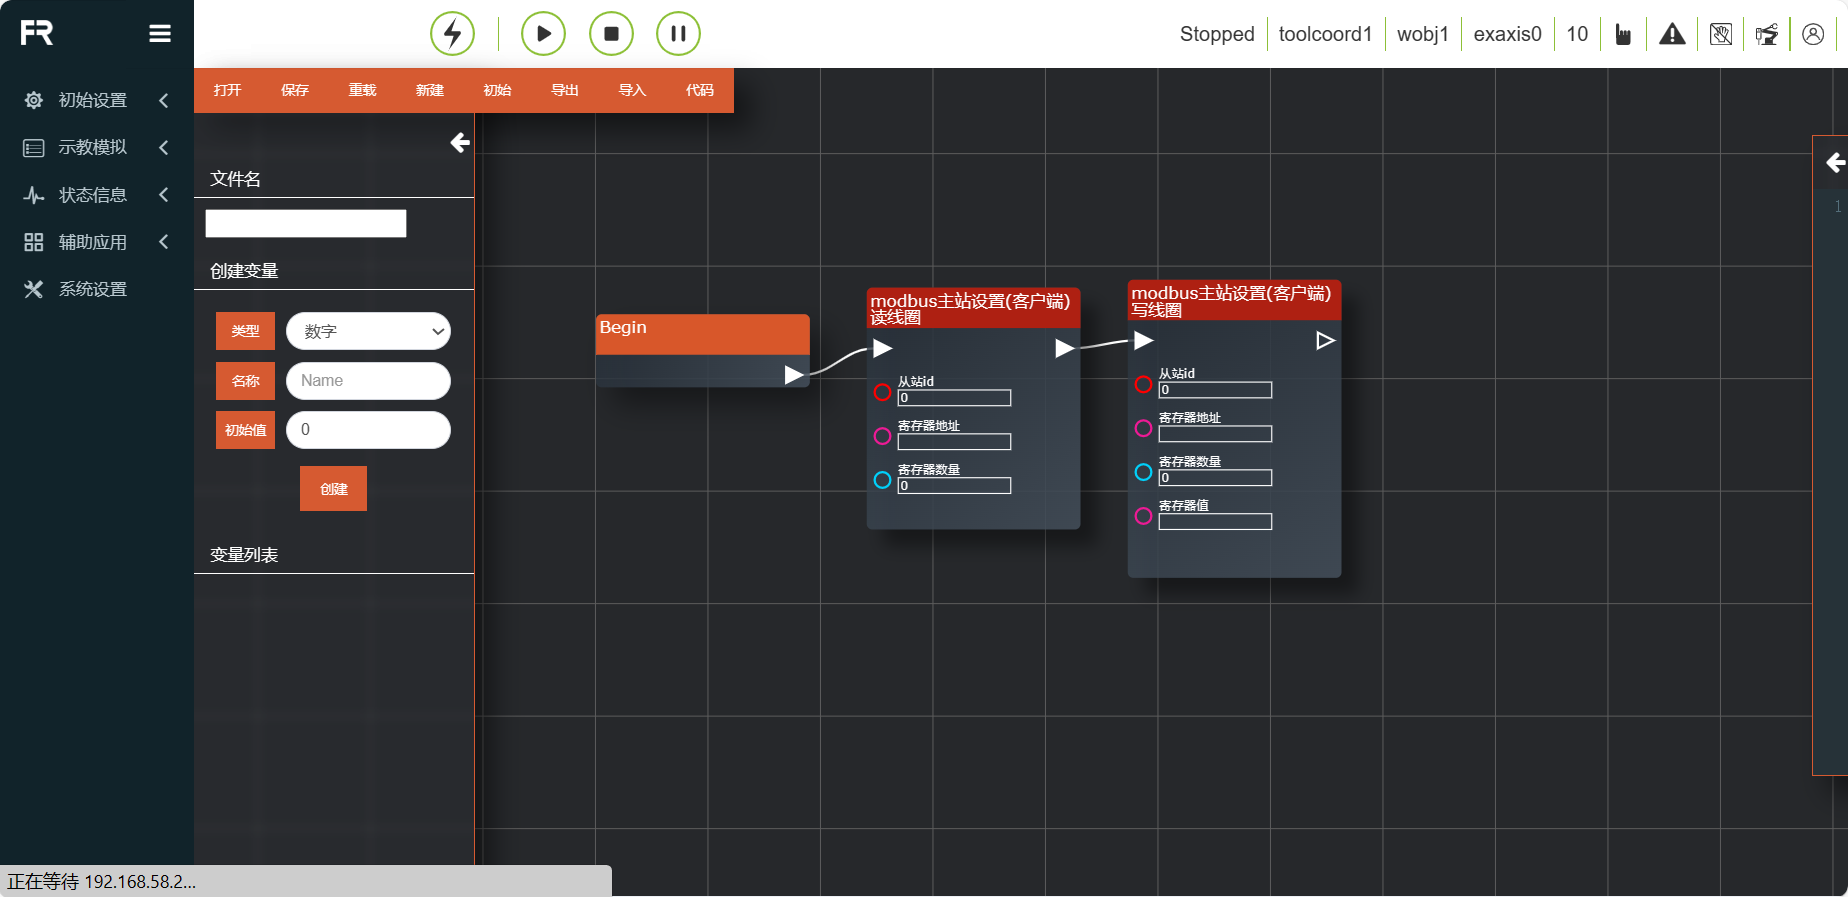 FR
Stopped
toolcoord1
wobj1
exaxis0
10
初始设置
示教模拟
状态信息
辅助应用
系统设置
打开
保存
重载
新建
初始
导出
导入
代码
文件名
创建变量
类型
数字
名称
Name
初始值
0
创建
变量列表
Begin
modbus主站设置(客户端)
读线圈
从站id
0
寄存器地址
寄存器数量
0
modbus主站设置(客户端)
写线圈
从站id
0
寄存器地址
寄存器数量
0
寄存器值
1
正在等待 192.168.58.2...